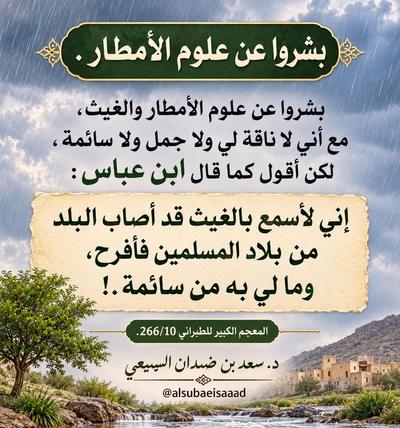 بشروا عن علوم الأمطار .
بشروا عن علوم الأمطار والغيث،
مع أني لا ناقة لي ولا جمل ولا سائمة ،
لكن أقول كما قال ابن عباس :
إني لأسمع بالغيث قد أصاب البلد
من بلاد المسلمين فأفرح،
وما لي به من سائمة .!
المعجم الكبير للطبراني 266/10.
د. سعد بن ضيدان السبيعي
@alsubaeisaaad